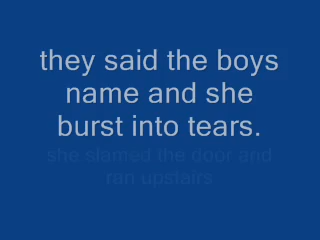 they said the boys
name and she
burst into tears.
she slamed the door and
ran upstairs